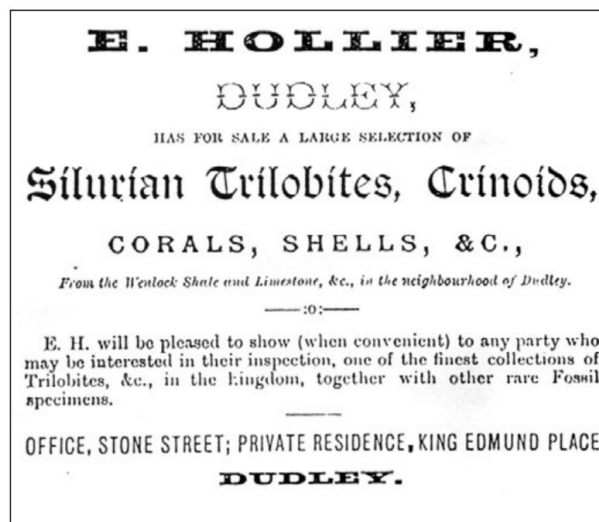 E. HOLLIER,
DUDLEY,
HAS FOR SALE A LARGE SELECTION OF
Silurian Trilobites, Crinoids,
CORALS, SHELLS, &C.,
From the Wenlock Shale and Limestone, &c., in the neighbourhood of Dudley.
——:o:——
E. H. will be pleased to show (when convenient) to any party who
may be interested in their inspection, one of the finest collections of
Trilobites, &c., in the kingdom, together with other rare Fossil
specimens.
OFFICE, STONE STREET; PRIVATE RESIDENCE, KING EDMUND PLACE
DUDLEY.